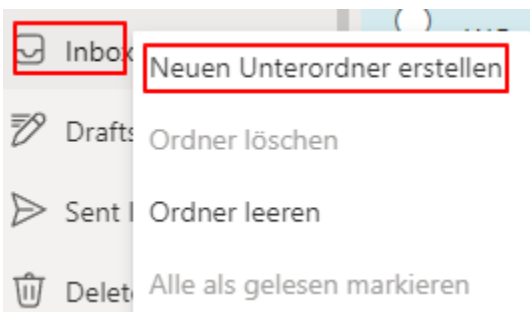 Inbox
Neuen Unterordner erstellen
Drafts
Ordner löschen
Sent
Ordner leeren
Alle als gelesen markieren